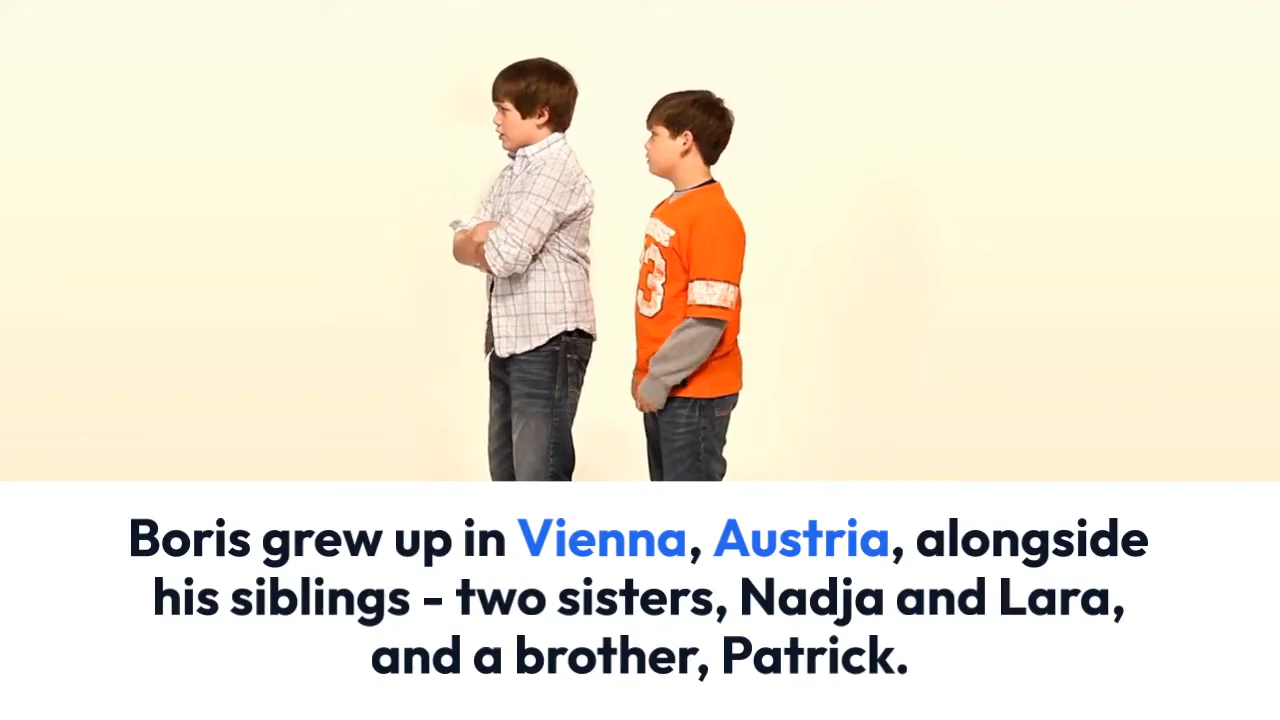 Boris grew up in Vienna, Austria, alongside
his siblings - two sisters, Nadja and Lara,
and a brother, Patrick.